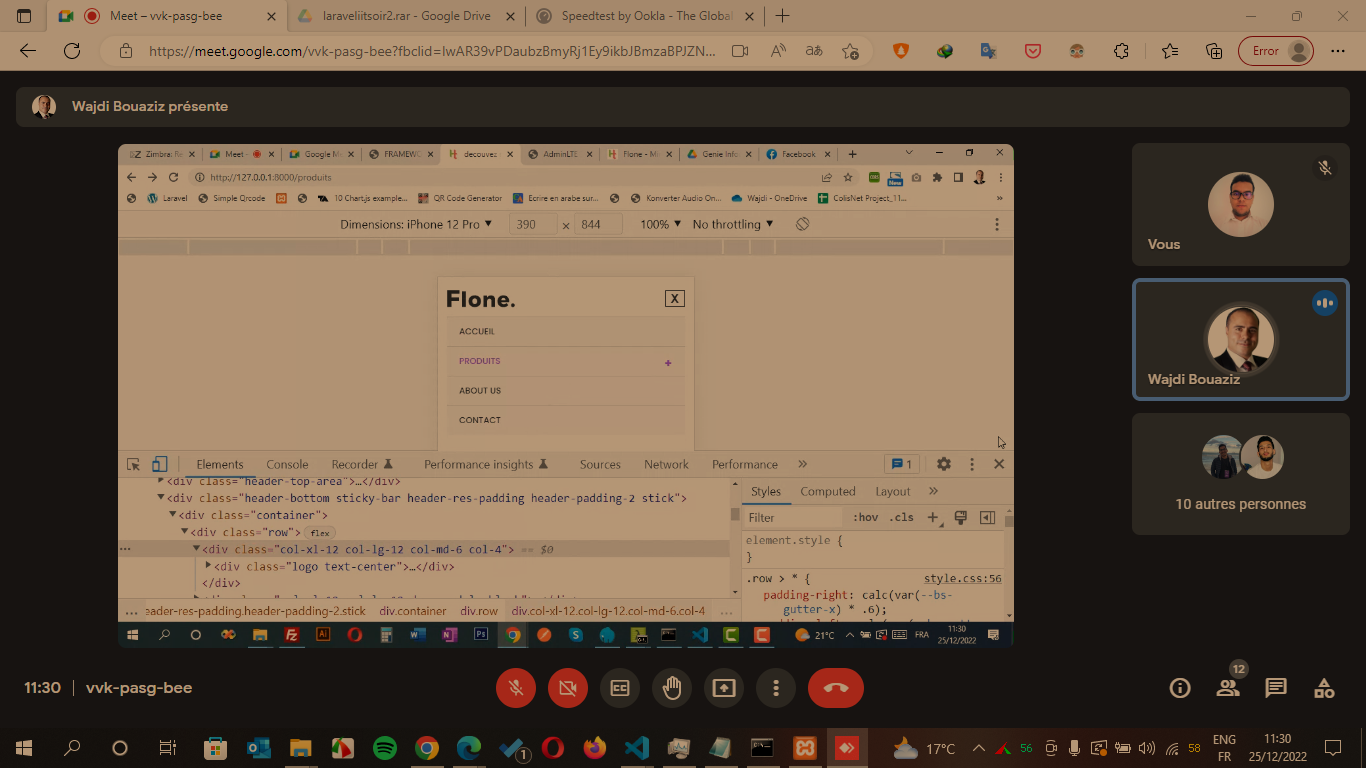 Meet – vvk-pasg-bee
laraveliitsoir2.rar - Google Drive
Speedtest by Ookla - The Global
https://meet.google.com/vvk-pasg-bee?fbclid=IwAR39vPDaubzBmyRj1Ey9ikbJBmzaBPJZN...
Error
Wajdi Bouaziz présente
Zimbra: Re
Meet -
Google Me
FRAMEWO
decouvez
AdminLTE
Flone - M
Genie Info
Facebook
http://127.0.0.1:8000/produits
New
Laravel
Simple Qrcode
10 Chart.js example...
QR Code Generator
Ecrire en arabe sur...
Konverter Audio On...
Wajdi - OneDrive
ColisNet Project_11...
»
Dimensions: iPhone 12 Pro ▼
390 × 844
100% ▼
No throttling ▼
Flone.
X
ACCUEIL
PRODUITS +
ABOUT US
CONTACT
Elements
Console
Recorder
Performance insights
Sources
Network
Performance
»
1
<div class="header-top-area">…</div>
<div class="header-bottom sticky-bar header-res-padding header-padding-2 stick">
<div class="container">
<div class="row"> flex
<div class="col-xl-12 col-lg-12 col-md-6 col-4"> == $0
<div class="logo text-center">…</div>
</div>
... eader-res-padding.header-padding-2.stick div.container div.row div.col-xl-12.col-lg-12.col-md-6.col-4 ...
Styles
Computed
Layout
»
Filter
:hov .cls
element.style {
}
.row > * {
style.css:56
padding-right: calc(var(--bs-
gutter-x) * .6);
21°C
FRA
11:30
25/12/2022
Vous
Wajdi Bouaziz
10 autres personnes
11:30 | vvk-pasg-bee
12
1
17°C
56
58
ENG
FR
11:30
25/12/2022